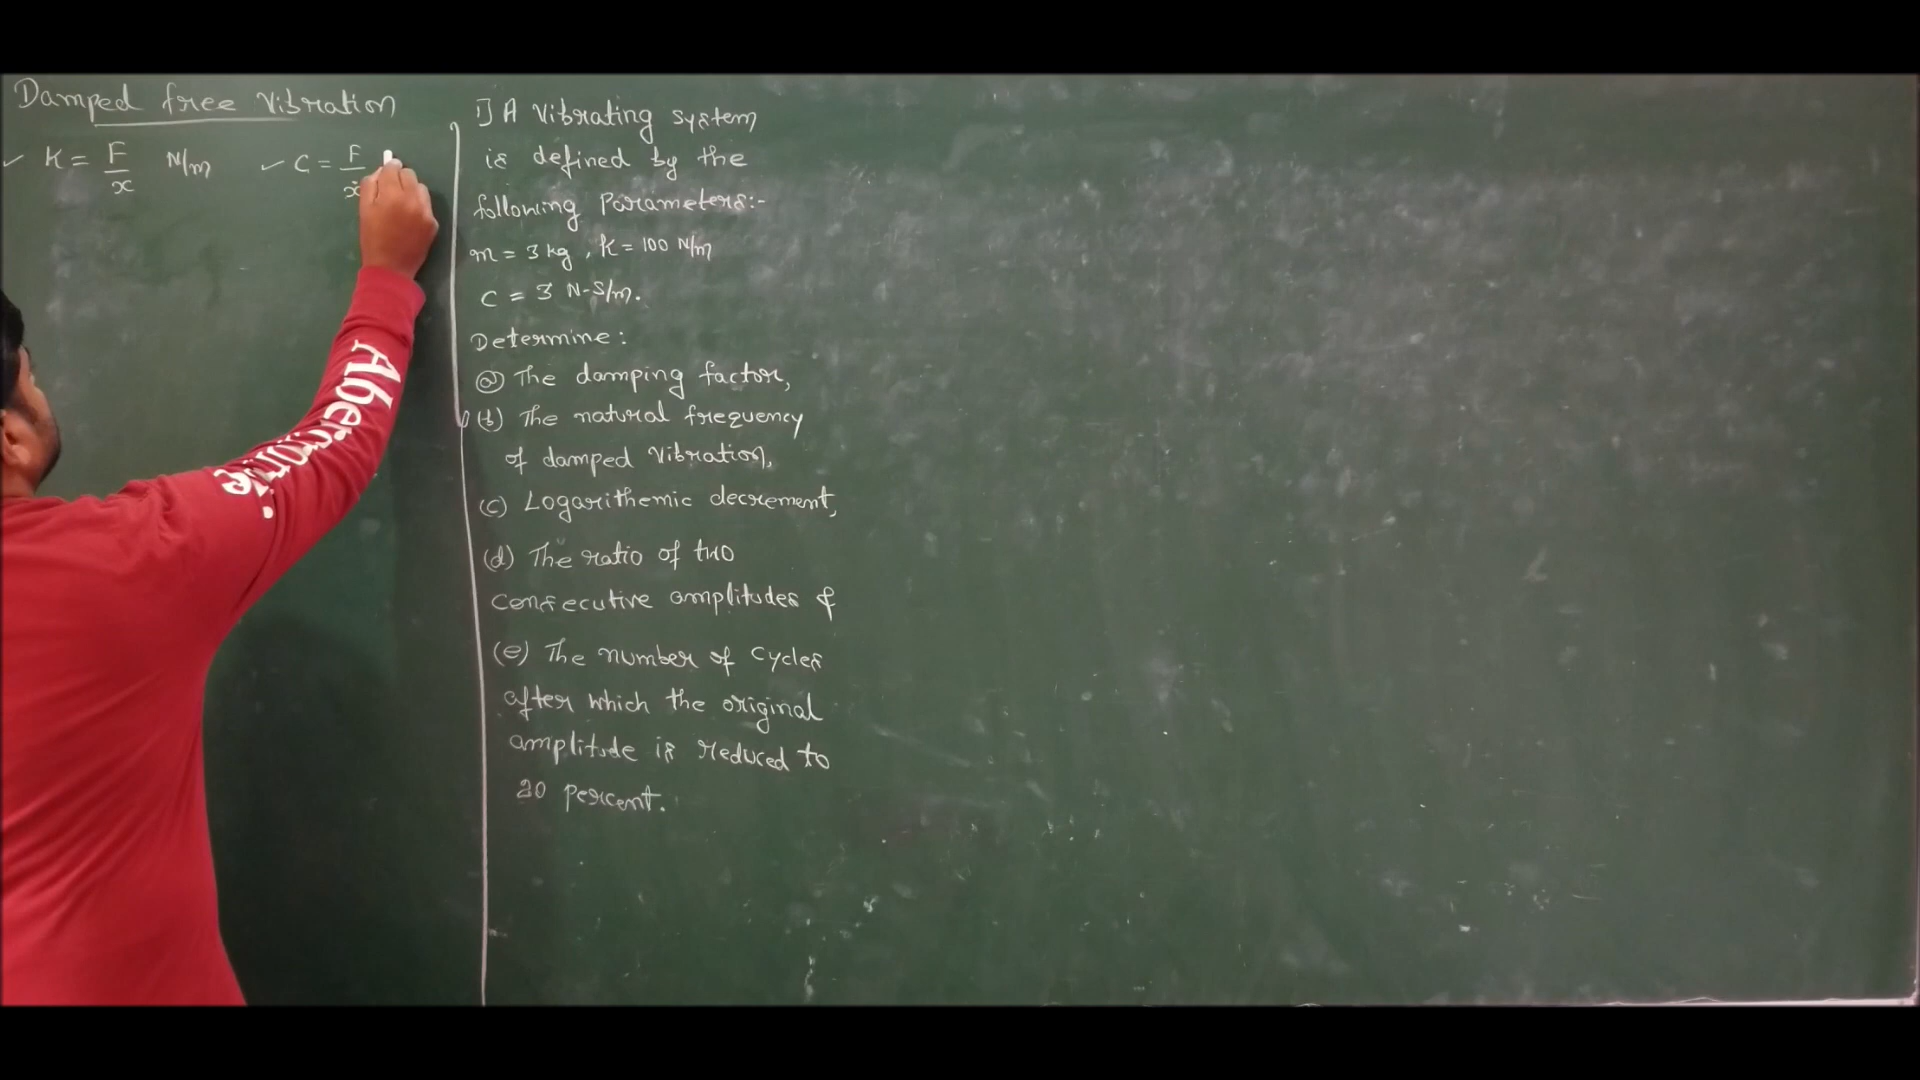 Damped free Vibration
K = F/x N/m C = F/ẋ
1] A Vibrating system
is defined by the
following Parameters:-
m = 3 kg, K = 100 N/m
C = 3 N-S/m.
Determine:
(a) The damping factor,
(b) The natural frequency
of damped Vibration,
(c) Logarithemic decrement,
(d) The ratio of two
consecutive amplitudes &
(e) The number of cycles
after which the original
amplitude is reduced to
20 percent.
Abercrombie.